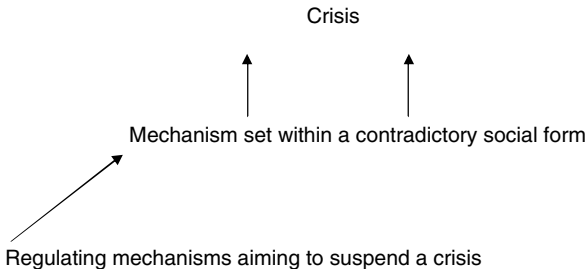 Crisis
Mechanism set within a contradictory social form
Regulating mechanisms aiming to suspend a crisis